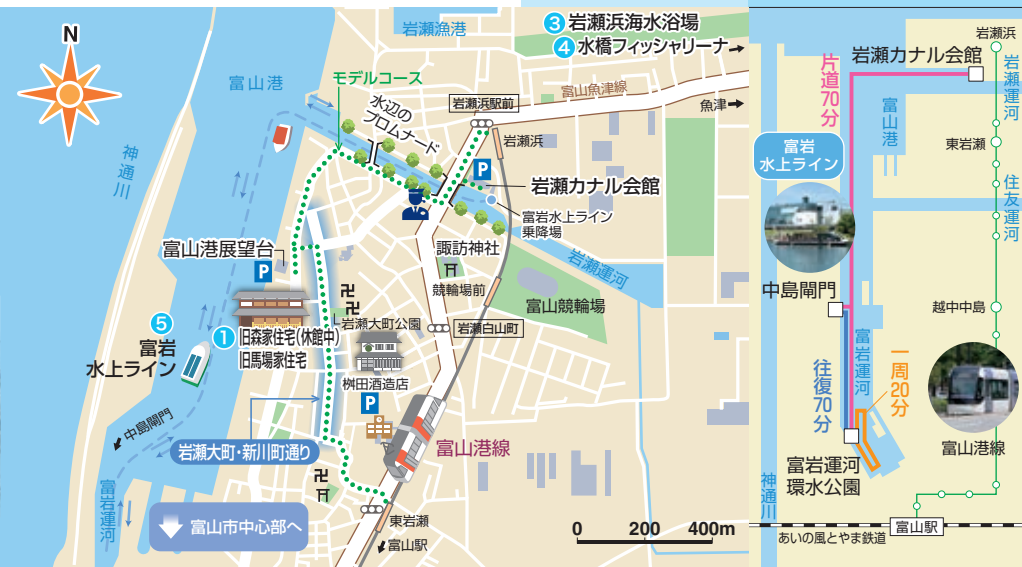 N
岩瀬漁港
③岩瀬浜海水浴場
④水橋フィッシャリーナ
富山港
モデルコース
水辺の
プロムナード
岩瀬浜駅前
富山魚津線
魚津
岩瀬浜
P
神通川
岩瀬カナル会館
富岩水上ライン
乗降場
諏訪神社
岩瀬運河
富山港展望台
P
競輪場前
富山競輪場
岩瀬大町公園
岩瀬白山町
⑤
富岩
水上ライン
①
旧森家住宅(休館中)
旧馬場家住宅
桝田酒造店
P
中島閘門
岩瀬大町・新川町通り
富山港線
富岩運河
富山市中心部へ
東岩瀬
富山駅
0 200 400m
岩瀬浜
岩瀬カナル会館
片道70分
富山港
岩瀬運河
東岩瀬
富岩
水上ライン
住友運河
中島閘門
越中中島
富岩運河
一周20分
往復70分
富山港線
富岩運河
環水公園
神通川
富山駅
あいの風とやま鉄道